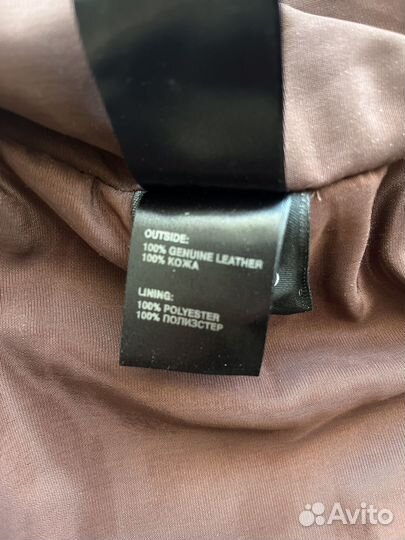 OUTSIDE:
100% GENUINE LEATHER
100% КОЖА
LINING:
100% POLYESTER
100% ПОЛИЭСТЕР
Avito